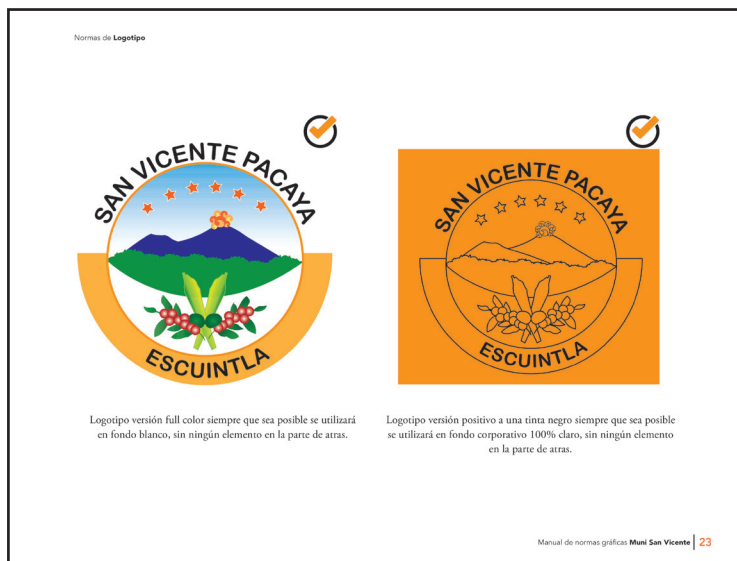 Normas de Logotipo
SAN VICENTE PACAYA
ESCUINTLA
Logotipo versión full color siempre que sea posible se utilizará
en fondo blanco, sin ningún elemento en la parte de atras.
SAN VICENTE PACAYA
ESCUINTLA
Logotipo versión positivo a una tinta negro siempre que sea posible
se utilizará en fondo corporativo 100% claro, sin ningún elemento
en la parte de atras.
Manual de normas gráficas Muni San Vicente | 23